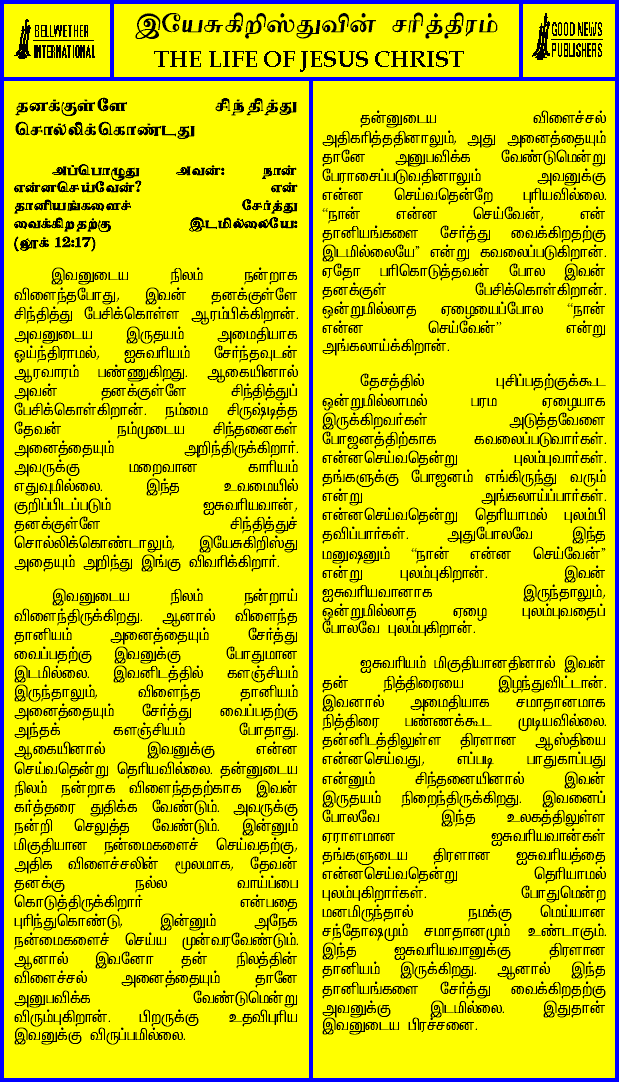 BELLWETHER
INTERNATIONAL
இயேசுகிறிஸ்துவின் சரித்திரம்
THE LIFE OF JESUS CHRIST
GOOD NEWS
PUBLISHERS
தனக்குள்ளே சிந்தித்து
சொல்லிக்கொண்டது
அப்பொழுது அவன்: நான்
என்னசெய்வேன்? என்
தானியங்களைச் சேர்த்து
வைக்கிறதற்கு இடமில்லையே:
(லூக் 12:17)
இவனுடைய நிலம் நன்றாக
விளைந்தபோது, இவன் தனக்குள்ளே
சிந்தித்து பேசிக்கொள்ள ஆரம்பிக்கிறான்.
அவனுடைய இருதயம் அமைதியாக
ஓய்ந்திராமல், ஐசுவரியம் சேர்ந்தவுடன்
ஆரவாரம் பண்ணுகிறது. ஆகையினால்
அவன் தனக்குள்ளே சிந்தித்துப்
பேசிக்கொள்கிறான். நம்மை சிருஷ்டித்த
தேவன் நம்முடைய சிந்தனைகள்
அனைத்தையும் அறிந்திருக்கிறார்.
அவருக்கு மறைவான காரியம்
எதுவுமில்லை. இந்த உவமையில்
குறிப்பிடப்படும் ஐசுவரியவான்,
தனக்குள்ளே சிந்தித்துச்
சொல்லிக்கொண்டாலும், இயேசுகிறிஸ்து
அதையும் அறிந்து இங்கு விவரிக்கிறார்.
இவனுடைய நிலம் நன்றாய்
விளைந்திருக்கிறது. ஆனால் விளைந்த
தானியம் அனைத்தையும் சேர்த்து
வைப்பதற்கு இவனுக்கு போதுமான
இடமில்லை. இவனிடத்தில் களஞ்சியம்
இருந்தாலும், விளைந்த தானியம்
அனைத்தையும் சேர்த்து வைப்பதற்கு
அந்தக் களஞ்சியம் போதாது.
ஆகையினால் இவனுக்கு என்ன
செய்வதென்று தெரியவில்லை. தன்னுடைய
நிலம் நன்றாக விளைந்ததற்காக இவன்
கர்த்தரை துதிக்க வேண்டும். அவருக்கு
நன்றி செலுத்த வேண்டும். இன்னும்
மிகுதியான நன்மைகளைச் செய்வதற்கு,
அதிக விளைச்சலின் மூலமாக, தேவன்
தனக்கு நல்ல வாய்ப்பை
கொடுத்திருக்கிறார் என்பதை
புரிந்துகொண்டு, இன்னும் அநேக
நன்மைகளைச் செய்ய முன்வரவேண்டும்.
ஆனால் இவனோ தன் நிலத்தின்
விளைச்சல் அனைத்தையும் தானே
அனுபவிக்க வேண்டுமென்று
விரும்புகிறான். பிறருக்கு உதவிபுரிய
இவனுக்கு விருப்பமில்லை.
தன்னுடைய விளைச்சல்
அதிகரித்ததினாலும், அது அனைத்தையும்
தானே அனுபவிக்க வேண்டுமென்று
பேராசைப்படுவதினாலும் அவனுக்கு
என்ன செய்வதென்றே புரியவில்லை.
“நான் என்ன செய்வேன், என்
தானியங்களை சேர்த்து வைக்கிறதற்கு
இடமில்லையே” என்று கவலைப்படுகிறான்.
ஏதோ பறிகொடுத்தவன் போல இவன்
தனக்குள் பேசிக்கொள்கிறான்.
ஒன்றுமில்லாத ஏழையைப்போல “நான்
என்ன செய்வேன்” என்று
அங்கலாய்க்கிறான்.
தேசத்தில் புசிப்பதற்குக்கூட
ஒன்றுமில்லாமல் பரம ஏழையாக
இருக்கிறவர்கள் அடுத்தவேளை
போஜனத்திற்காக கவலைப்படுவார்கள்.
என்னசெய்வதென்று புலம்புவார்கள்.
தங்களுக்கு போஜனம் எங்கிருந்து வரும்
என்று அங்கலாய்ப்பார்கள்.
என்னசெய்வதென்று தெரியாமல் புலம்பி
தவிப்பார்கள். அதுபோலவே இந்த
மனுஷனும் “நான் என்ன செய்வேன்”
என்று புலம்புகிறான். இவன்
ஐசுவரியவானாக இருந்தாலும்,
ஒன்றுமில்லாத ஏழை புலம்புவதைப்
போலவே புலம்புகிறான்.
ஐசுவரியம் மிகுதியானதினால் இவன்
தன் நித்திரையை இழந்துவிட்டான்.
இவனால் அமைதியாக சமாதானமாக
நித்திரை பண்ணக்கூட முடியவில்லை.
தன்னிடத்திலுள்ள திரளான ஆஸ்தியை
என்னசெய்வது, எப்படி பாதுகாப்பது
என்னும் சிந்தனையினால் இவன்
இருதயம் நிறைந்திருக்கிறது. இவனைப்
போலவே இந்த உலகத்திலுள்ள
ஏராளமான ஐசுவரியவான்கள்
தங்களுடைய திரளான ஐசுவரியத்தை
என்னசெய்வதென்று தெரியாமல்
புலம்புகிறார்கள். போதுமென்ற
மனமிருந்தால் நமக்கு மெய்யான
சந்தோஷமும் சமாதானமும் உண்டாகும்.
இந்த ஐசுவரியவானுக்கு திரளான
தானியம் இருக்கிறது. ஆனால் இந்த
தானியங்களை சேர்த்து வைக்கிறதற்கு
அவனுக்கு இடமில்லை. இதுதான்
இவனுடைய பிரச்சனை.